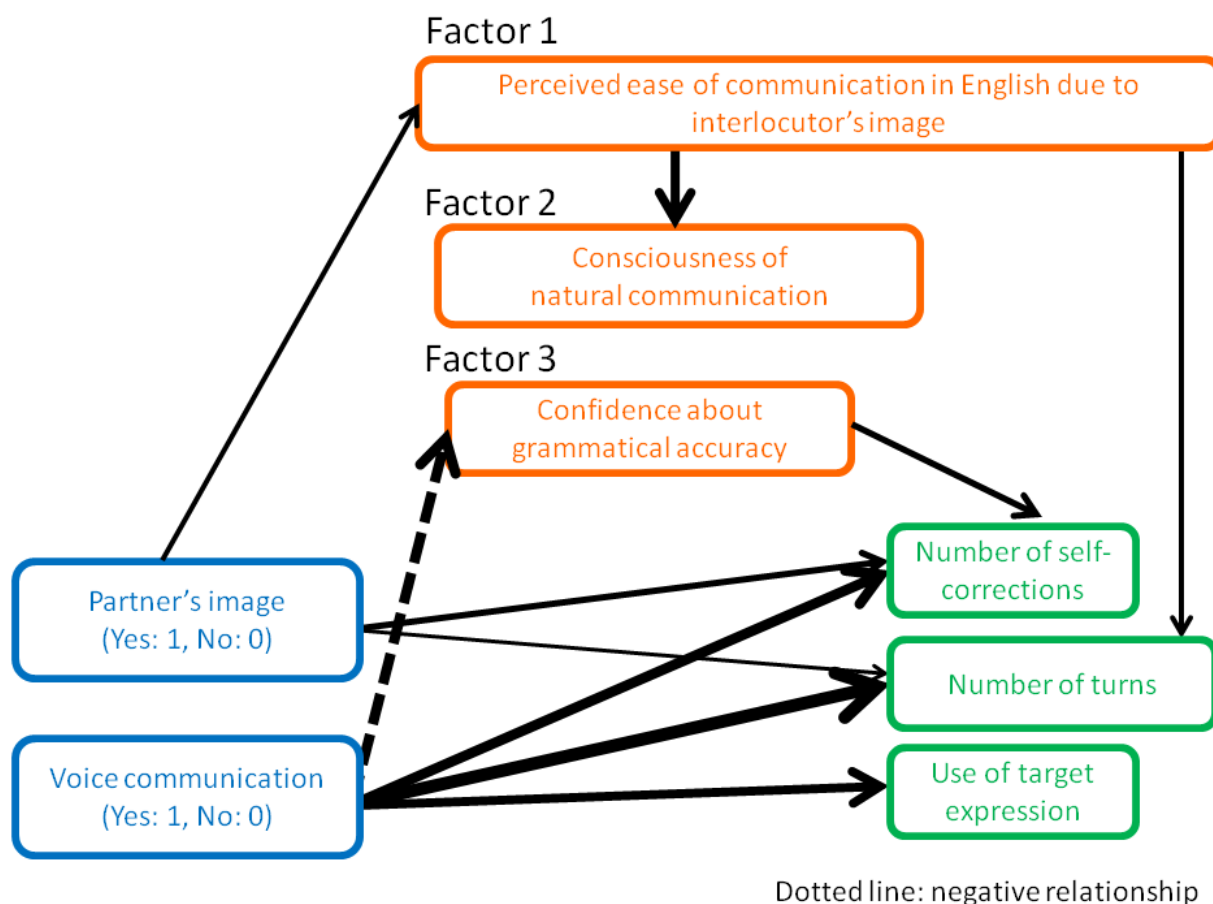 Factor 1
Perceived ease of communication in English due to
interlocutor's image
Factor 2
Consciousness of
natural communication
Factor 3
Confidence about
grammatical accuracy
Number of self-
corrections
Partner's image
(Yes: 1, No: 0)
Number of turns
Voice communication
(Yes: 1, No: 0)
Use of target
expression
Dotted line: negative relationship